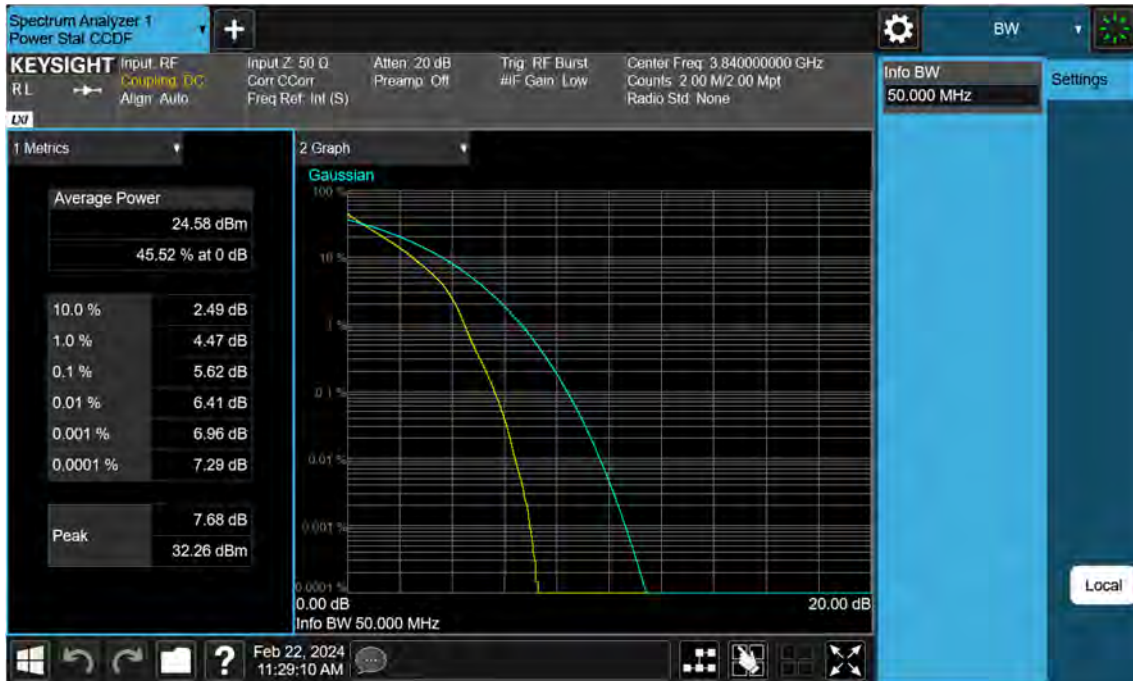 Spectrum Analyzer 1
Power Stat CCDF
BW
KEYSIGHT
RL
LXI
Input: RF
Coupling: DC
Align: Auto
Input Z: 50 Ω
Corr CCorr
Freq Ref: Int (S)
Atten: 20 dB
Preamp: Off
Trig: RF Burst
#IF Gain: Low
Center Freq: 3.840000000 GHz
Counts: 2.00 M/2.00 Mpt
Radio Std: None
Info BW
50.000 MHz
Settings
1 Metrics
Average Power
24.58 dBm
45.52 % at 0 dB
10.0 % 2.49 dB
1.0 % 4.47 dB
0.1 % 5.62 dB
0.01 % 6.41 dB
0.001 % 6.96 dB
0.0001 % 7.29 dB
Peak
7.68 dB
32.26 dBm
2 Graph
Gaussian
100 %
10 %
1 %
0.1 %
0.01 %
0.001 %
0.0001 %
0.00 dB 20.00 dB
Info BW 50.000 MHz
Local
?
Feb 22, 2024
11:29:10 AM